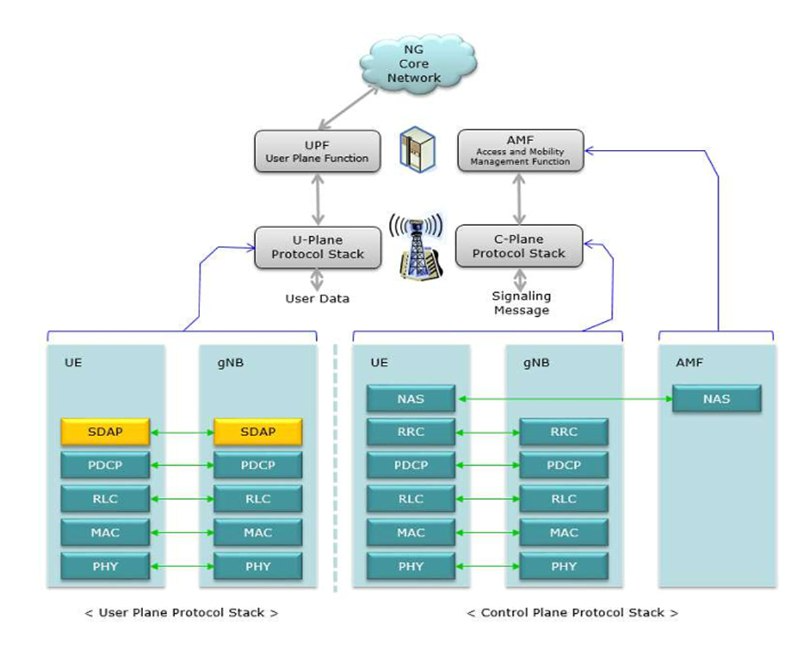 NG
Core
Network
UPF
User Plane Function
AMF
Access and Mobility
Management Function
U-Plane
Protocol Stack
C-Plane
Protocol Stack
User Data
Signaling
Message
UE
gNB
SDAP
SDAP
PDCP
PDCP
RLC
RLC
MAC
MAC
PHY
PHY
< User Plane Protocol Stack >
UE
gNB
AMF
NAS
NAS
RRC
RRC
PDCP
PDCP
RLC
RLC
MAC
MAC
PHY
PHY
< Control Plane Protocol Stack >